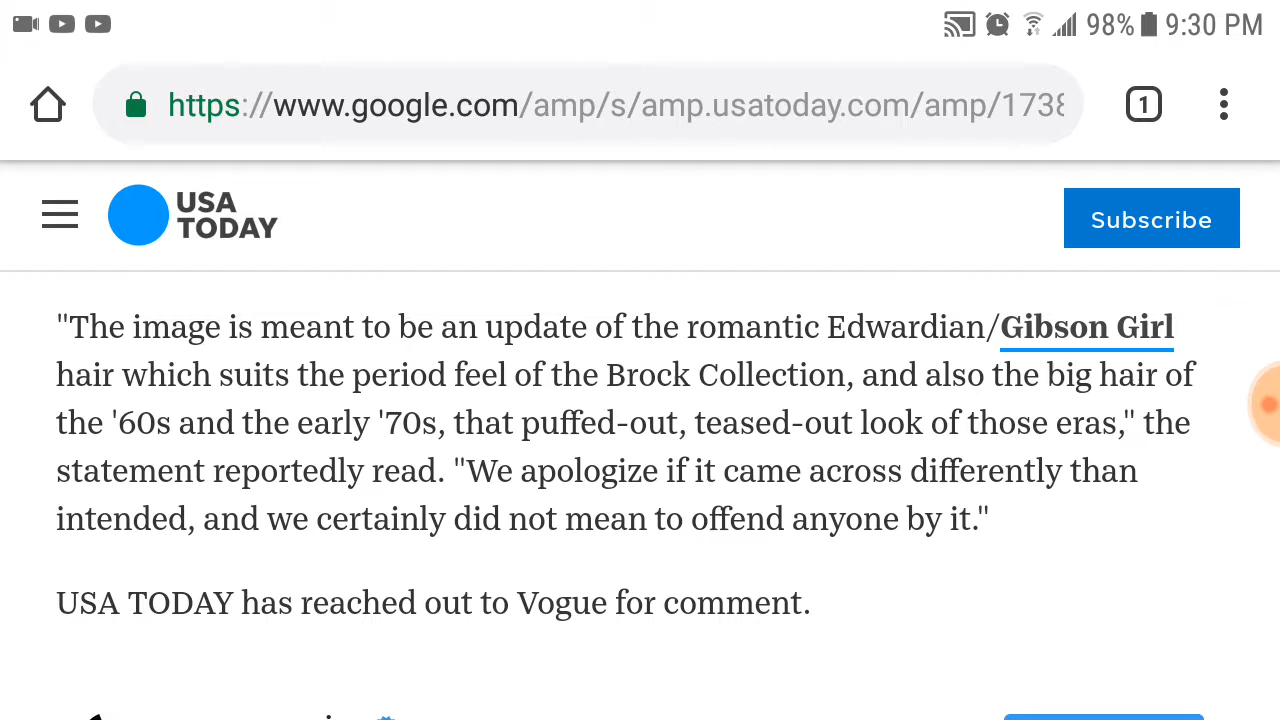 98% 9:30 PM
https://www.google.com/amp/s/amp.usatoday.com/amp/1738
1
USA
TODAY
Subscribe
"The image is meant to be an update of the romantic Edwardian/Gibson Girl
hair which suits the period feel of the Brock Collection, and also the big hair of
the '60s and the early '70s, that puffed-out, teased-out look of those eras," the
statement reportedly read. "We apologize if it came across differently than
intended, and we certainly did not mean to offend anyone by it."
USA TODAY has reached out to Vogue for comment.